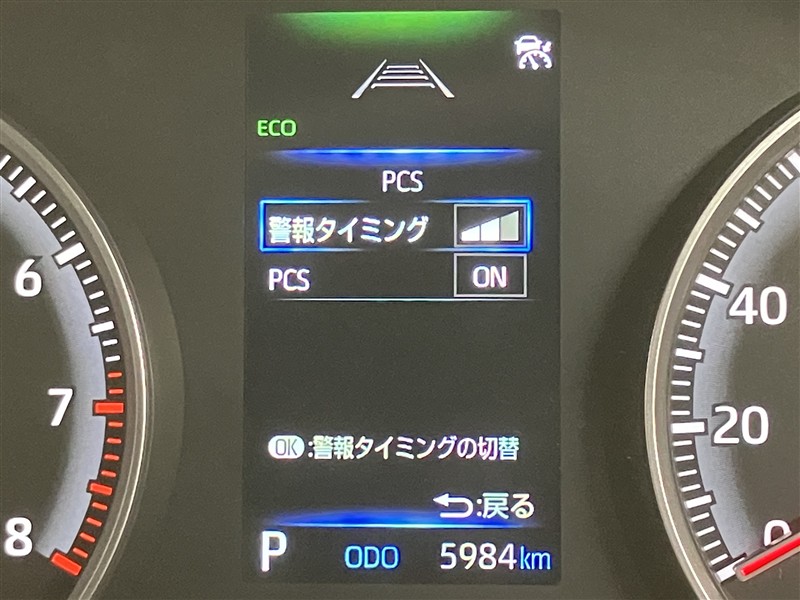 ECO
PCS
警報タイミング
PCS ON
OK:警報タイミングの切替
:戻る
P ODO 5984km
6
7
8
40
20
0